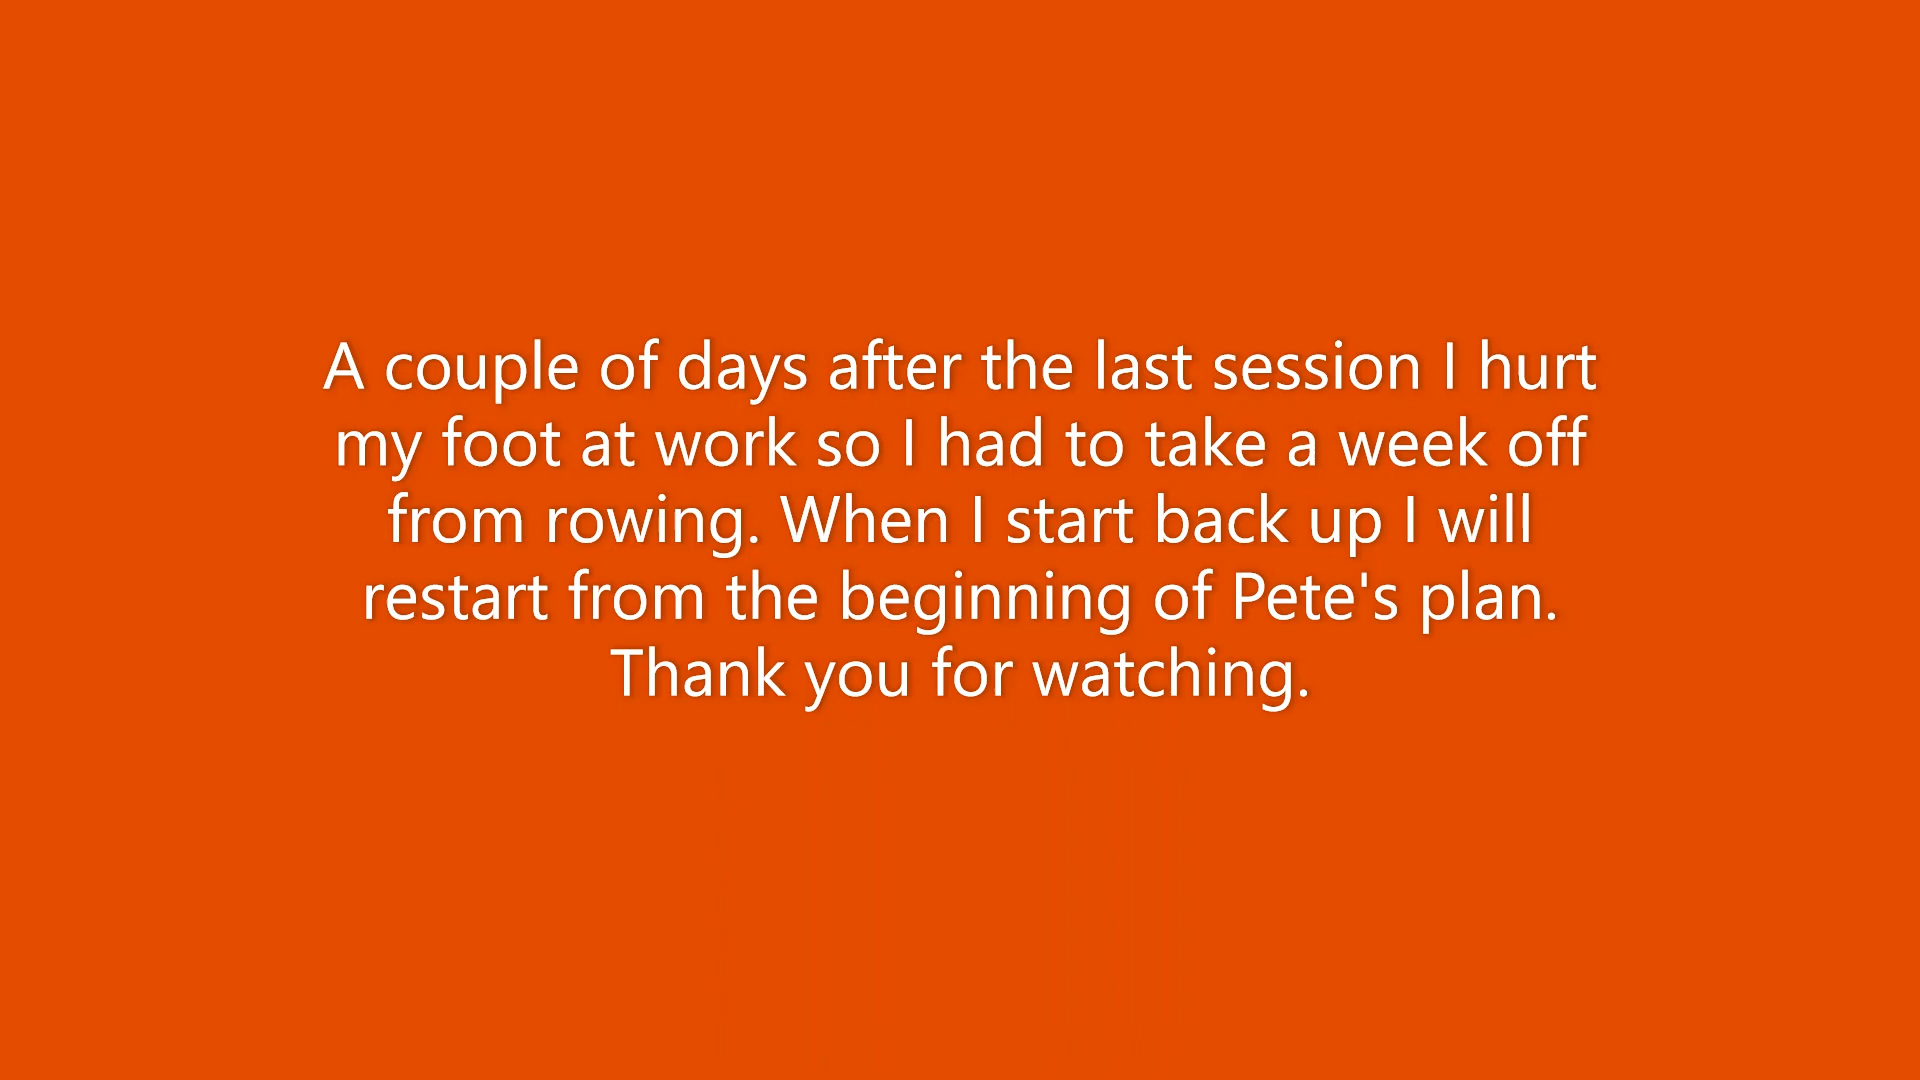 A couple of days after the last session I hurt
my foot at work so I had to take a week off
from rowing. When I start back up I will
restart from the beginning of Pete's plan.
Thank you for watching.